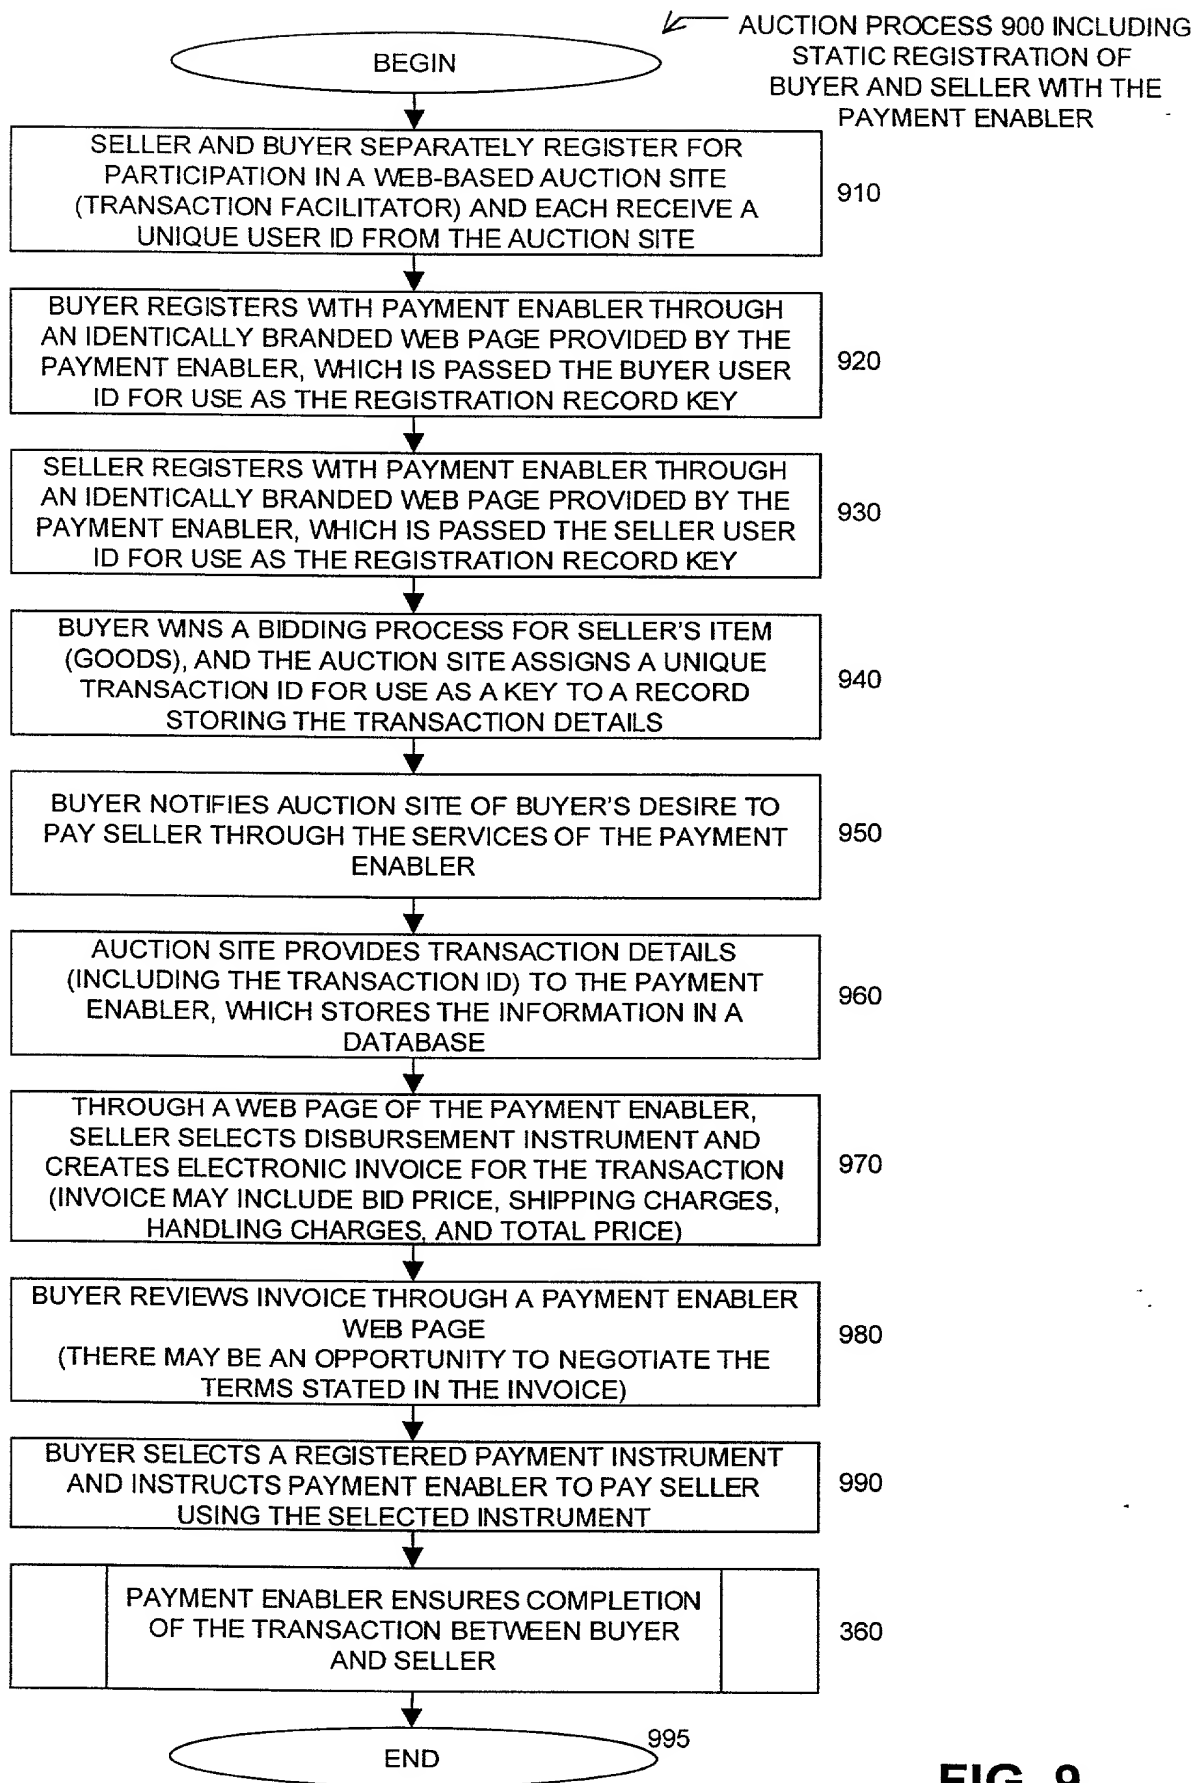 AUCTION PROCESS 900 INCLUDING
STATIC REGISTRATION OF
BUYER AND SELLER WITH THE
PAYMENT ENABLER
BEGIN
SELLER AND BUYER SEPARATELY REGISTER FOR
PARTICIPATION IN A WEB-BASED AUCTION SITE
(TRANSACTION FACILITATOR) AND EACH RECEIVE A
UNIQUE USER ID FROM THE AUCTION SITE
910
BUYER REGISTERS WITH PAYMENT ENABLER THROUGH
AN IDENTICALLY BRANDED WEB PAGE PROVIDED BY THE
PAYMENT ENABLER, WHICH IS PASSED THE BUYER USER
ID FOR USE AS THE REGISTRATION RECORD KEY
920
SELLER REGISTERS WITH PAYMENT ENABLER THROUGH
AN IDENTICALLY BRANDED WEB PAGE PROVIDED BY THE
PAYMENT ENABLER, WHICH IS PASSED THE SELLER USER
ID FOR USE AS THE REGISTRATION RECORD KEY
930
BUYER WINS A BIDDING PROCESS FOR SELLER'S ITEM
(GOODS), AND THE AUCTION SITE ASSIGNS A UNIQUE
TRANSACTION ID FOR USE AS A KEY TO A RECORD
STORING THE TRANSACTION DETAILS
940
BUYER NOTIFIES AUCTION SITE OF BUYER'S DESIRE TO
PAY SELLER THROUGH THE SERVICES OF THE PAYMENT
ENABLER
950
AUCTION SITE PROVIDES TRANSACTION DETAILS
(INCLUDING THE TRANSACTION ID) TO THE PAYMENT
ENABLER, WHICH STORES THE INFORMATION IN A
DATABASE
960
THROUGH A WEB PAGE OF THE PAYMENT ENABLER,
SELLER SELECTS DISBURSEMENT INSTRUMENT AND
CREATES ELECTRONIC INVOICE FOR THE TRANSACTION
(INVOICE MAY INCLUDE BID PRICE, SHIPPING CHARGES,
HANDLING CHARGES, AND TOTAL PRICE)
970
BUYER REVIEWS INVOICE THROUGH A PAYMENT ENABLER
WEB PAGE
(THERE MAY BE AN OPPORTUNITY TO NEGOTIATE THE
TERMS STATED IN THE INVOICE)
980
BUYER SELECTS A REGISTERED PAYMENT INSTRUMENT
AND INSTRUCTS PAYMENT ENABLER TO PAY SELLER
USING THE SELECTED INSTRUMENT
990
PAYMENT ENABLER ENSURES COMPLETION
OF THE TRANSACTION BETWEEN BUYER
AND SELLER
360
END
995
FIG. 9